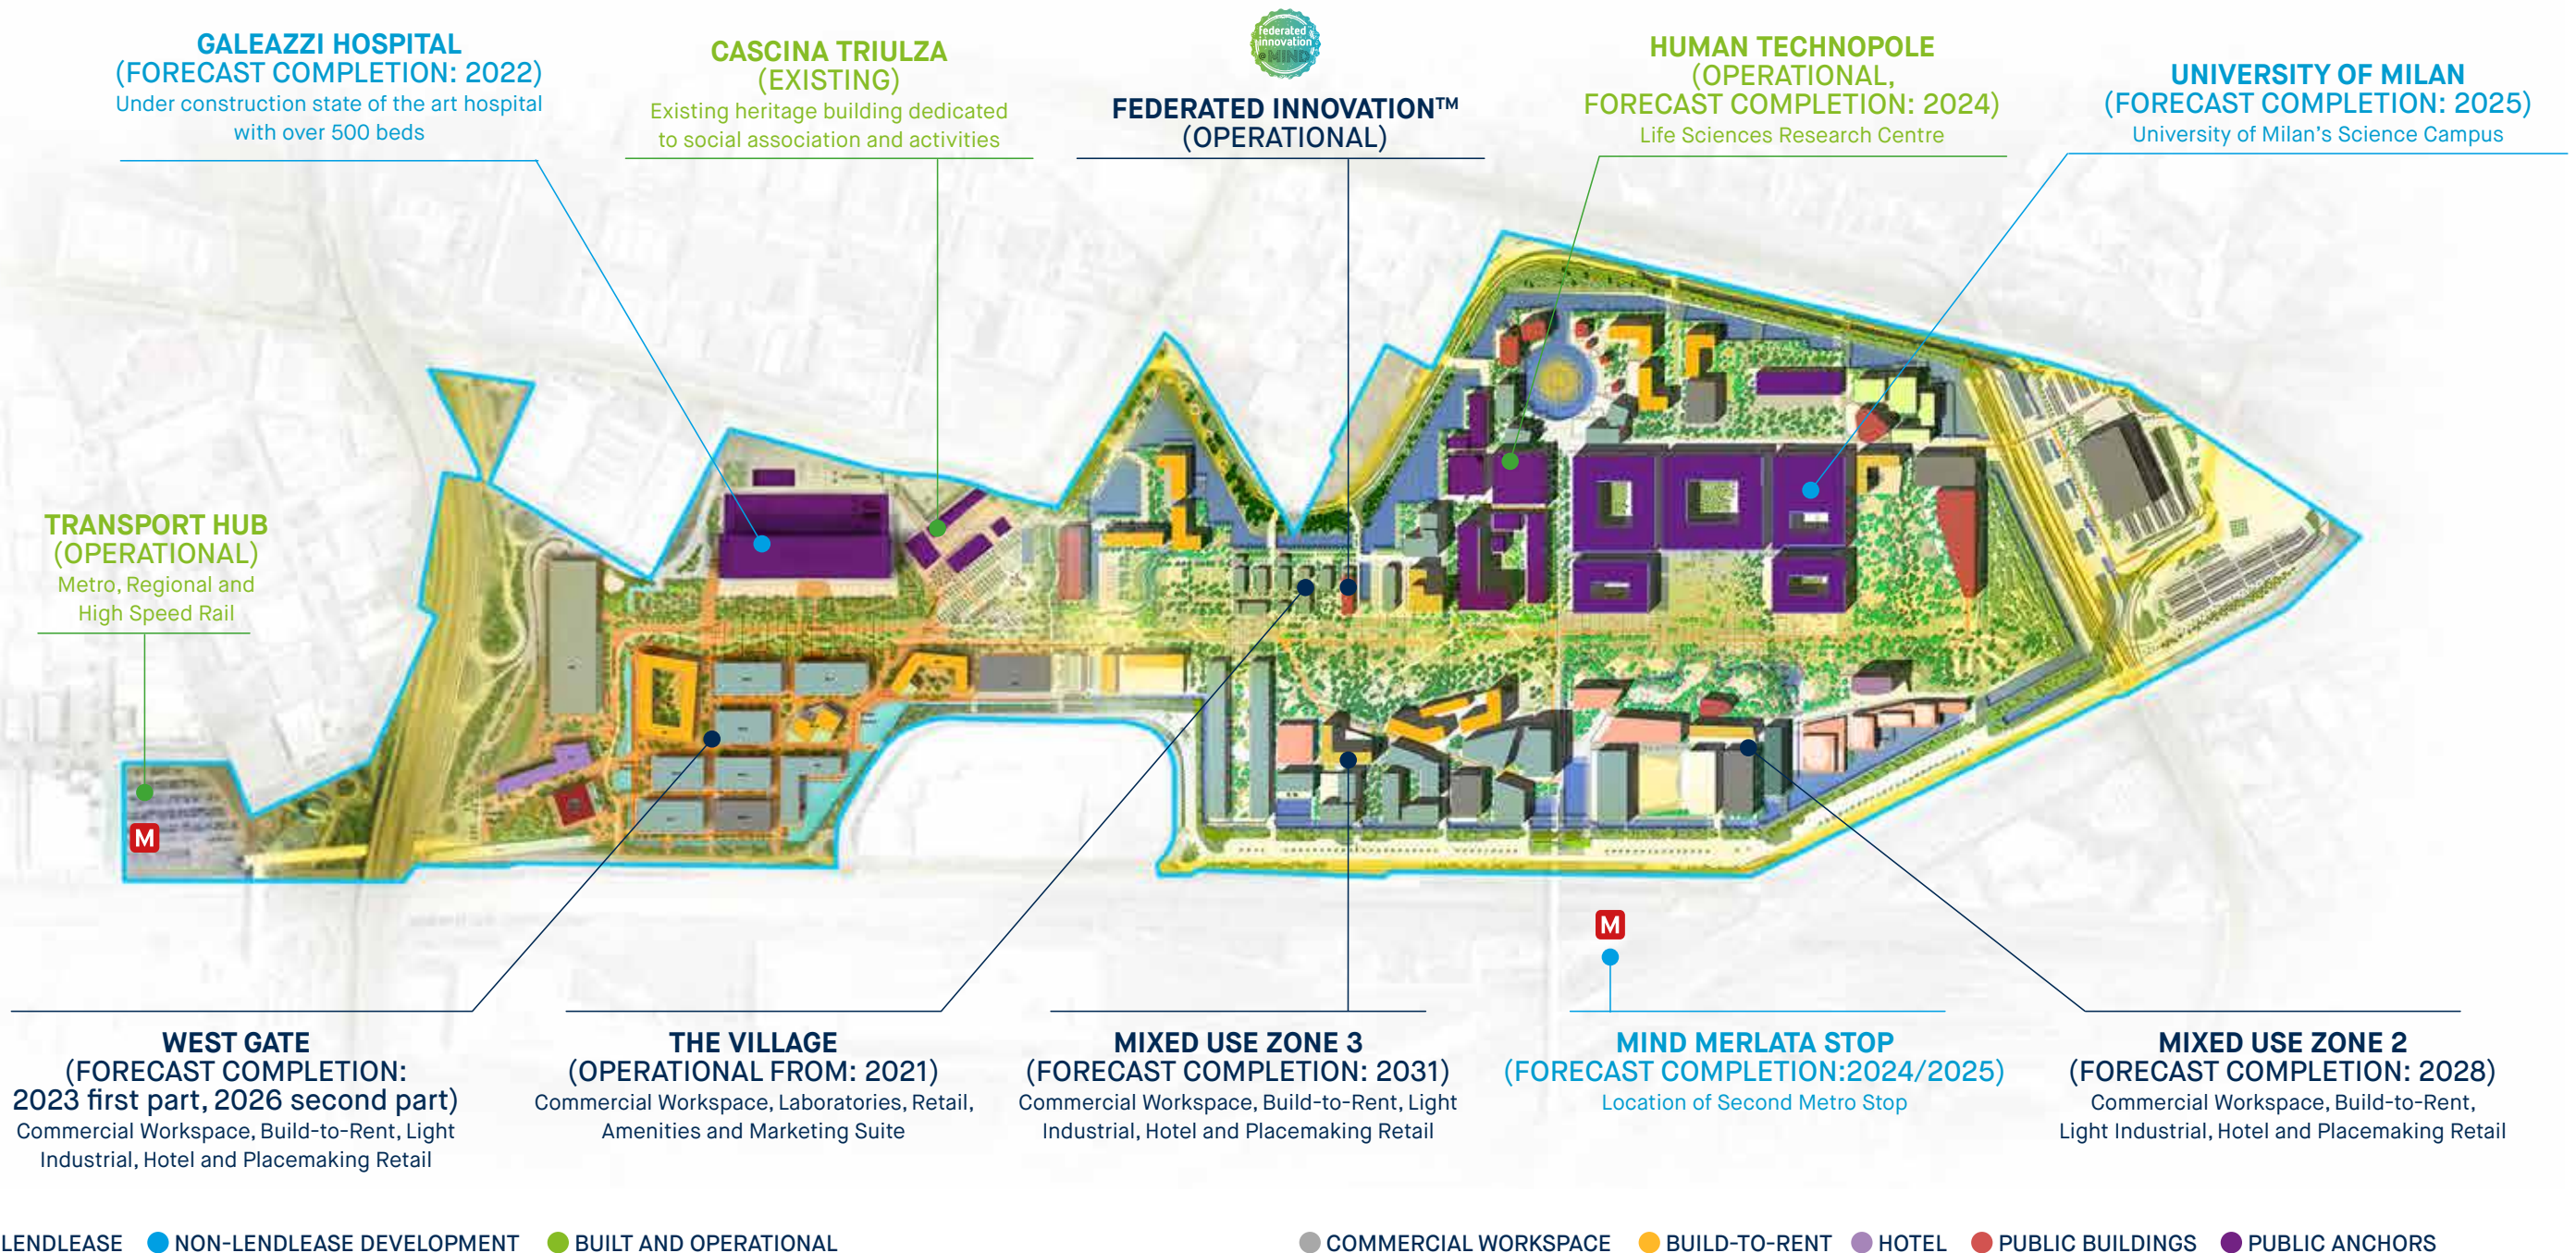 GALEAZZI HOSPITAL
(FORECAST COMPLETION: 2022)
Under construction state of the art hospital
with over 500 beds
CASCINA TRIULZA
(EXISTING)
Existing heritage building dedicated
to social association and activities
federated
innovation
@MIND
FEDERATED INNOVATION™
(OPERATIONAL)
HUMAN TECHNOPOLE
(OPERATIONAL,
FORECAST COMPLETION: 2024)
Life Sciences Research Centre
UNIVERSITY OF MILAN
(FORECAST COMPLETION: 2025)
University of Milan's Science Campus
TRANSPORT HUB
(OPERATIONAL)
Metro, Regional and
High Speed Rail
M
M
WEST GATE
(FORECAST COMPLETION:
2023 first part, 2026 second part)
Commercial Workspace, Build-to-Rent, Light
Industrial, Hotel and Placemaking Retail
THE VILLAGE
(OPERATIONAL FROM: 2021)
Commercial Workspace, Laboratories, Retail,
Amenities and Marketing Suite
MIXED USE ZONE 3
(FORECAST COMPLETION: 2031)
Commercial Workspace, Build-to-Rent, Light
Industrial, Hotel and Placemaking Retail
MIND MERLATA STOP
(FORECAST COMPLETION:2024/2025)
Location of Second Metro Stop
MIXED USE ZONE 2
(FORECAST COMPLETION: 2028)
Commercial Workspace, Build-to-Rent,
Light Industrial, Hotel and Placemaking Retail
LENDLEASE
NON-LENDLEASE DEVELOPMENT
BUILT AND OPERATIONAL
COMMERCIAL WORKSPACE
BUILD-TO-RENT
HOTEL
PUBLIC BUILDINGS
PUBLIC ANCHORS